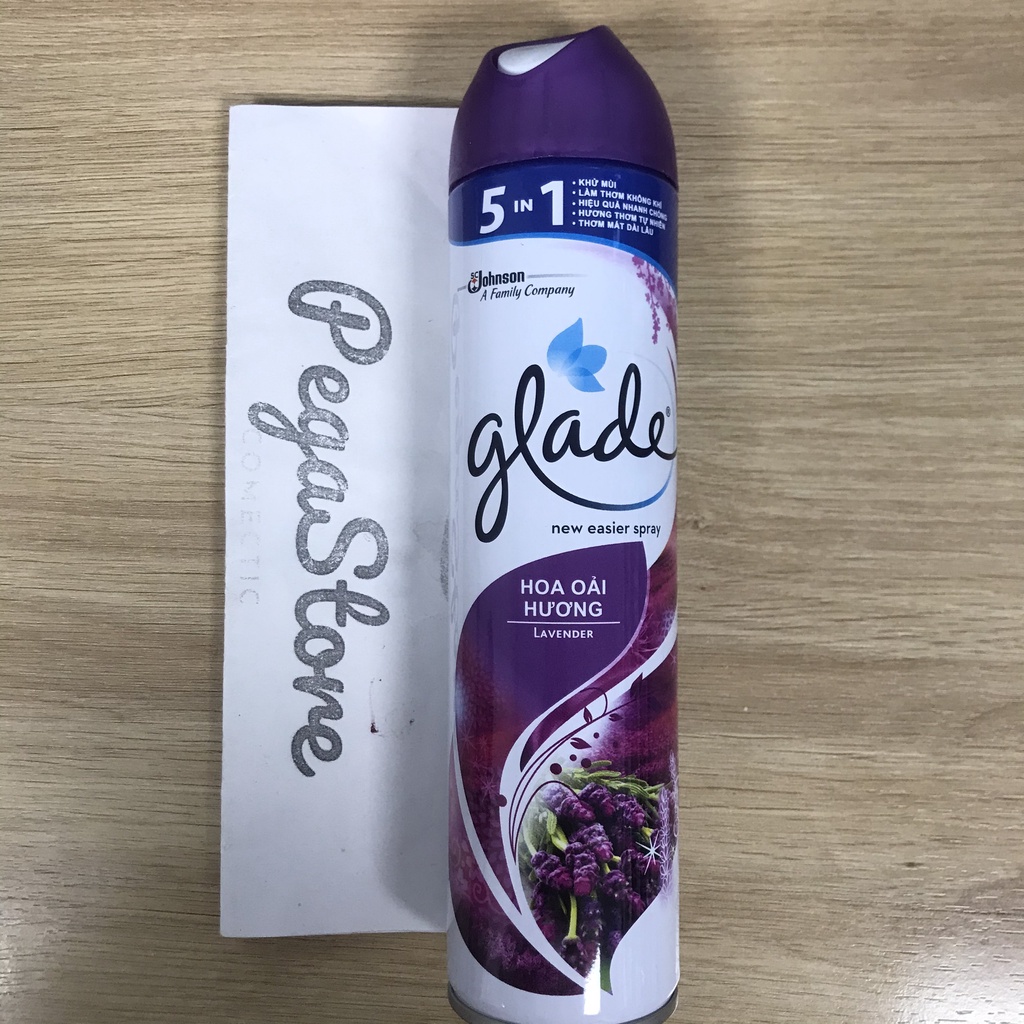 PegaStore
COMECTIC
5 IN 1
• KHỬ MÙI
• LÀM THƠM KHÔNG KHÍ
• HIỆU QUẢ NHANH CHÓNG
• HƯƠNG THƠM TỰ NHIÊN
• THƠM MÁT DÀI LÂU
SC Johnson
A Family Company
glade®
new easier spray
HOA OẢI
HƯƠNG
LAVENDER